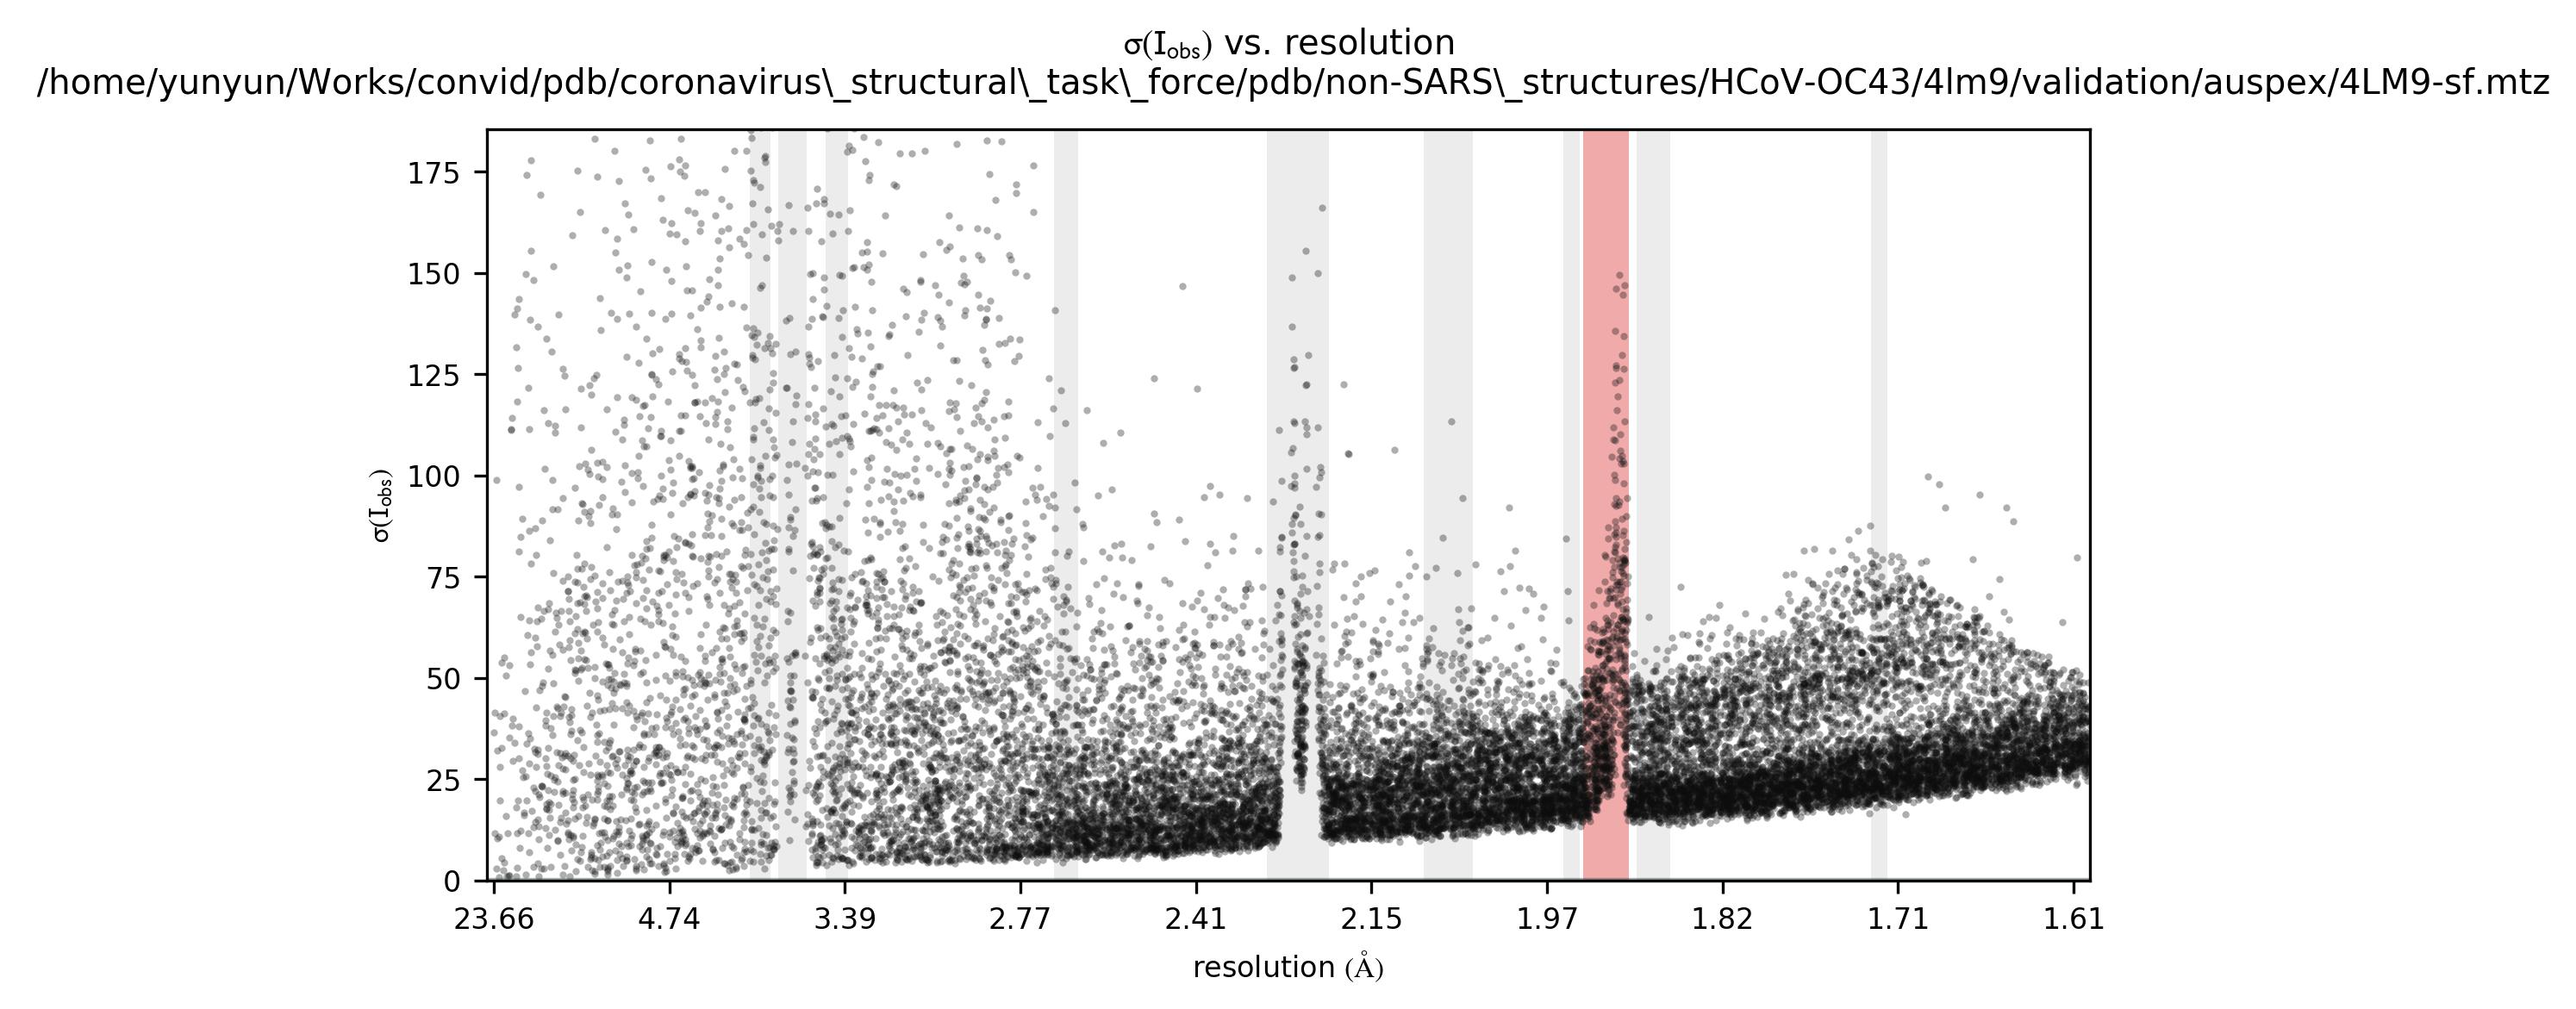 σ(I_obs) vs. resolution
/home/yunyun/Works/convid/pdb/coronavirus\_structural\_task\_force/pdb/non-SARS\_structures/HCoV-OC43/4lm9/validation/auspex/4LM9-sf.mtz
175
150
125
100
75
50
25
0
σ(I_obs)
23.66 4.74 3.39 2.77 2.41 2.15 1.97 1.82 1.71 1.61
resolution (Å)